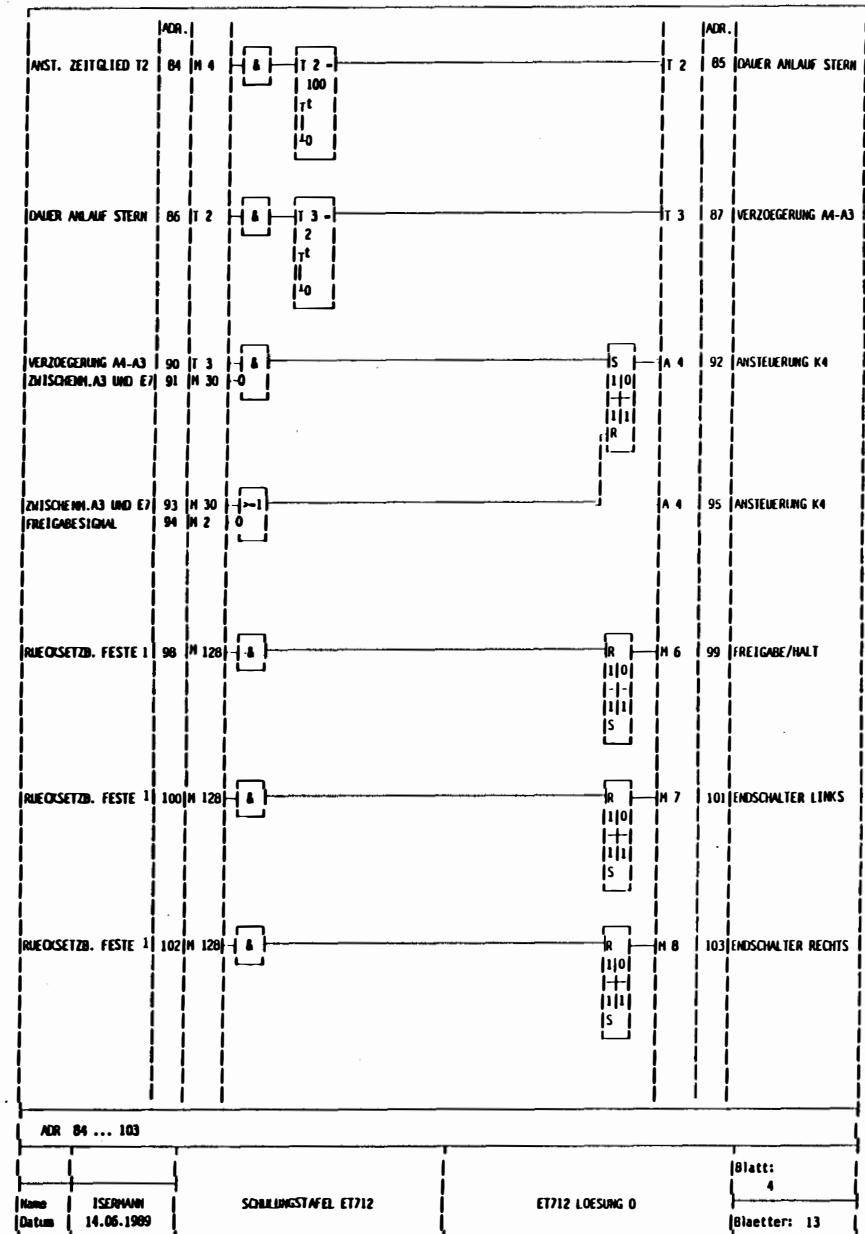 ADR. ADR.
ANST. ZEITGLIED T2 84 M 4 & T 2 - T 2 85 DAUER ANLAUF STERN
100
t
0
DAUER ANLAUF STERN 86 T 2 & T 3 - T 3 87 VERZOEGERUNG A4-A3
2
t
0
VERZOEGERUNG A4-A3 90 T 3 & S A 4 92 ANSTEUERUNG K4
ZWISCHENM.A3 UND E7 91 M 30 0 1 0
1 1
R
ZWISCHENM.A3 UND E7 93 M 30 >=1 A 4 95 ANSTEUERUNG K4
FREIGABESIGNAL 94 M 2 0
RUECKSETZB. FESTE 1 98 M 128 & R M 6 99 FREIGABE/HALT
1 0
1 1
S
RUECKSETZB. FESTE 1 100 M 128 & R M 7 101 ENDSCHALTER LINKS
1 0
1 1
S
RUECKSETZB. FESTE 1 102 M 128 & R M 8 103 ENDSCHALTER RECHTS
1 0
1 1
S
ADR 84 ... 103
Blatt:
4
Name ISERMANN SCHULUNGSTAFEL ET712 ET712 LOESUNG 0
Datum 14.06.1989 Blaetter: 13